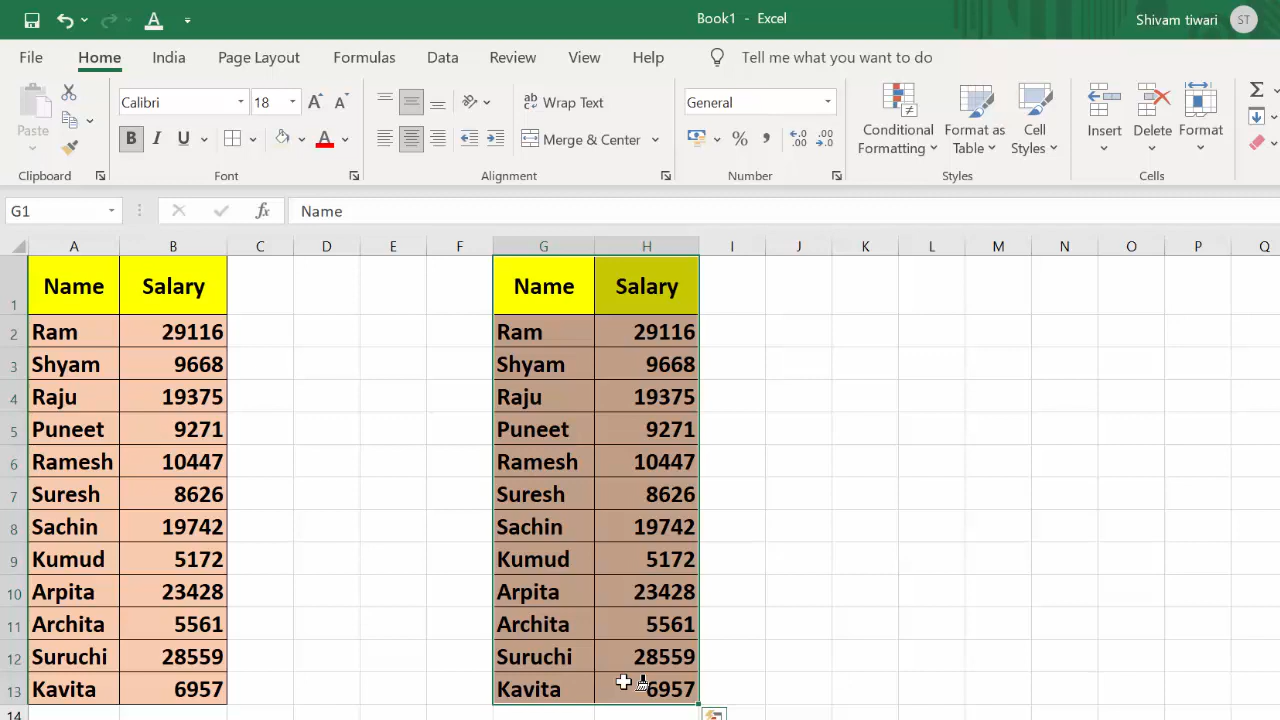 Book1 - Excel
Shivam tiwari ST
File Home India Page Layout Formulas Data Review View Help Tell me what you want to do
Paste
Calibri 18 A A
B I U A
ab Wrap Text
Merge & Center
General
% , .0 .00
Conditional Formatting
Format as Table
Cell Styles
Insert
Delete
Format
Σ
Clipboard Font Alignment Number Styles Cells
G1 fx Name
A B C D E F G H I J K L M N O P Q
1 Name Salary Name Salary
2 Ram 29116 Ram 29116
3 Shyam 9668 Shyam 9668
4 Raju 19375 Raju 19375
5 Puneet 9271 Puneet 9271
6 Ramesh 10447 Ramesh 10447
7 Suresh 8626 Suresh 8626
8 Sachin 19742 Sachin 19742
9 Kumud 5172 Kumud 5172
10 Arpita 23428 Arpita 23428
11 Archita 5561 Archita 5561
12 Suruchi 28559 Suruchi 28559
13 Kavita 6957 Kavita 6957
14